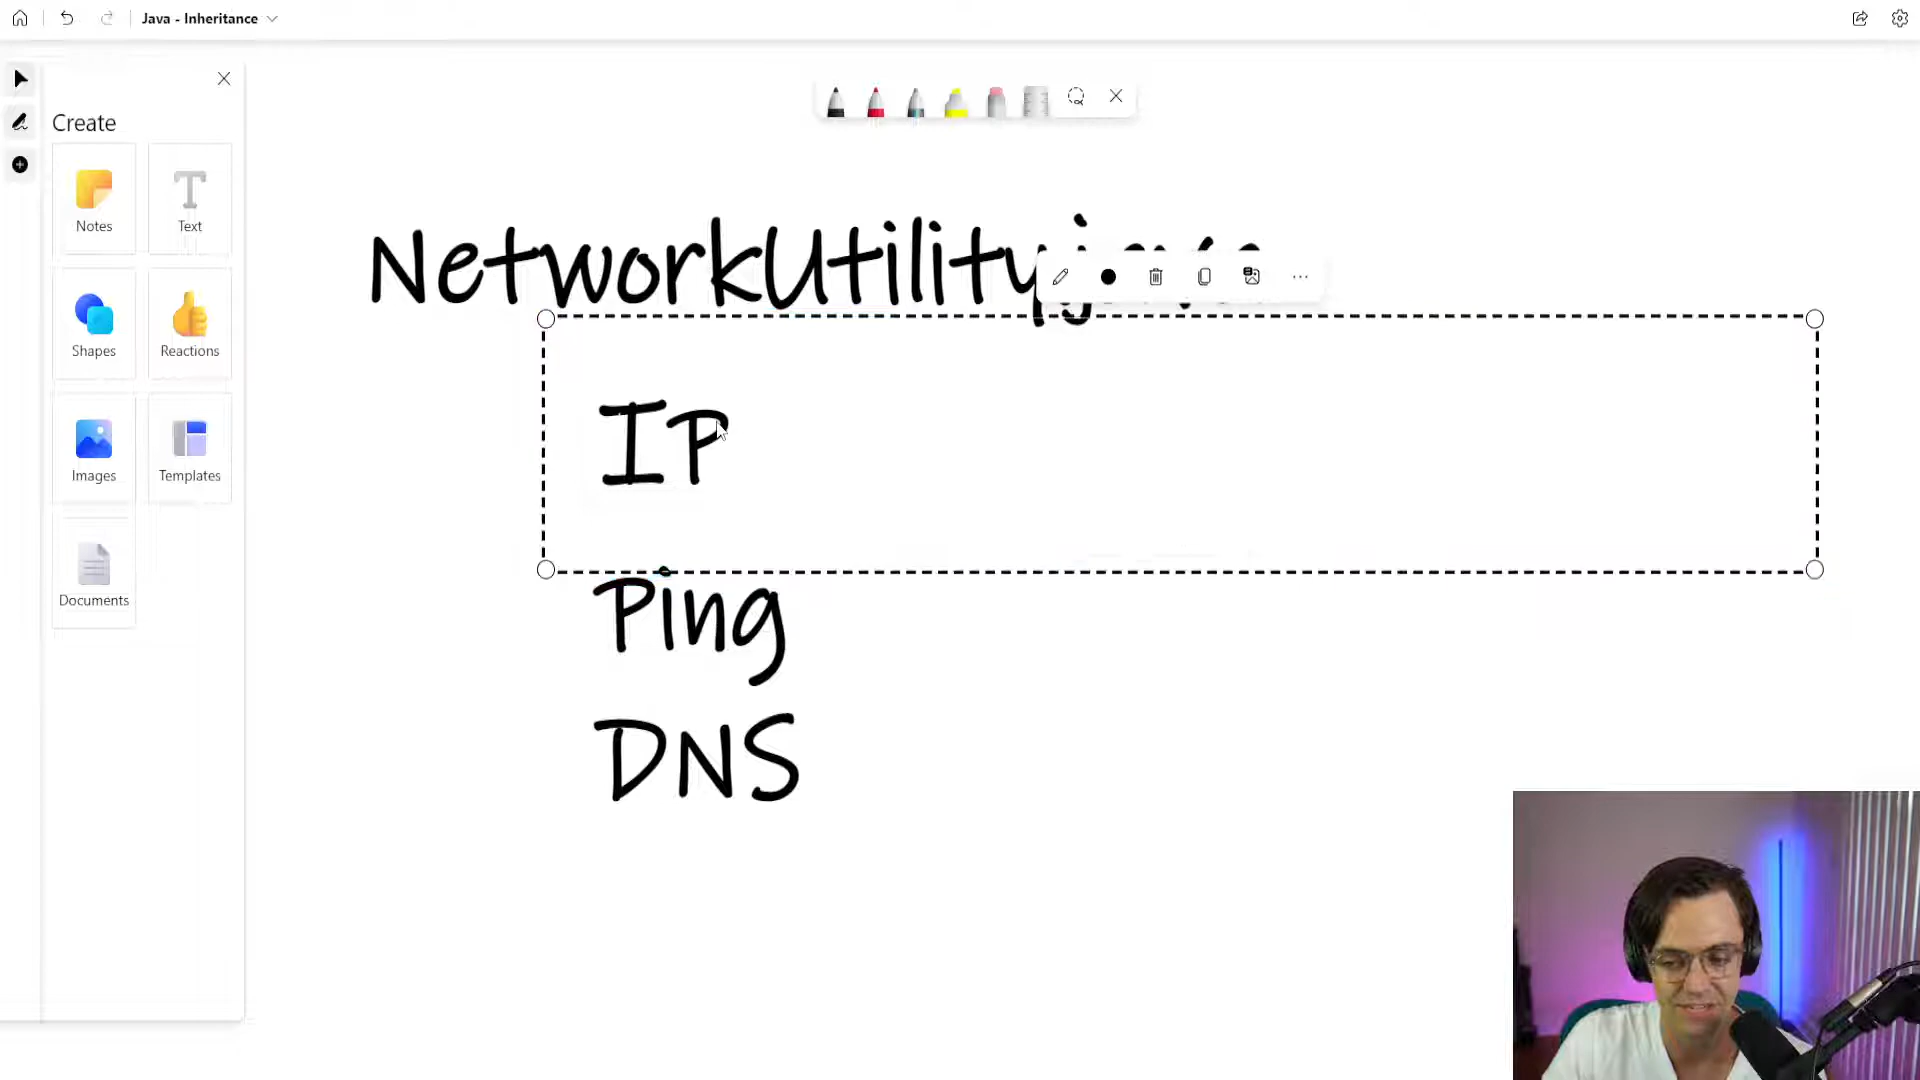 Java - Inheritance
Create
Notes
Text
Shapes
Reactions
Images
Templates
Documents
NetworkUtility
IP
Ping
DNS